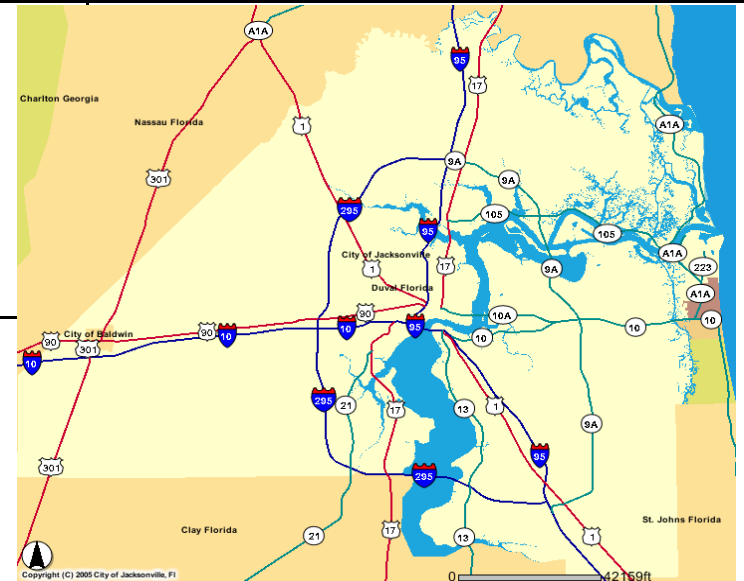 A1A
95
17
Charlton Georgia
A1A
Nassau Florida
1
9A
301
9A
295
105
95
105
City of Jacksonville
A1A
1
17
9A
223
Duval Florida
A1A
90
10A
10
City of Baldwin
90
10
10
95
10
10
90
301
10
295
21
17
13
1
9A
95
301
295
Clay Florida
17
St. Johns Florida
21
13
1
Copyright (C) 2005 City of Jacksonville, Fl
0
42159ft